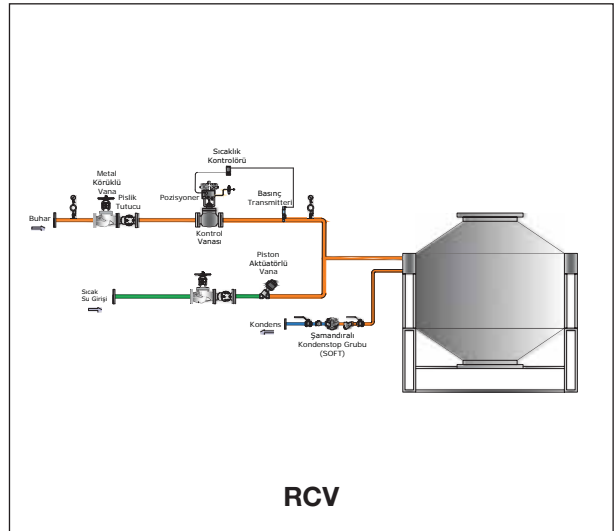 Sıcaklık
Kontrolörü
Metal
Körüklü
Vana
Pislik
Tutucu
Pozisyoner
Basınç
Transmitteri
Buhar
Kontrol
Vanası
Piston
Aktüatörlü
Vana
Sıcak
Su Girişi
Kondens
Şamandıralı
Kondenstop Grubu
(SOFT)
RCV